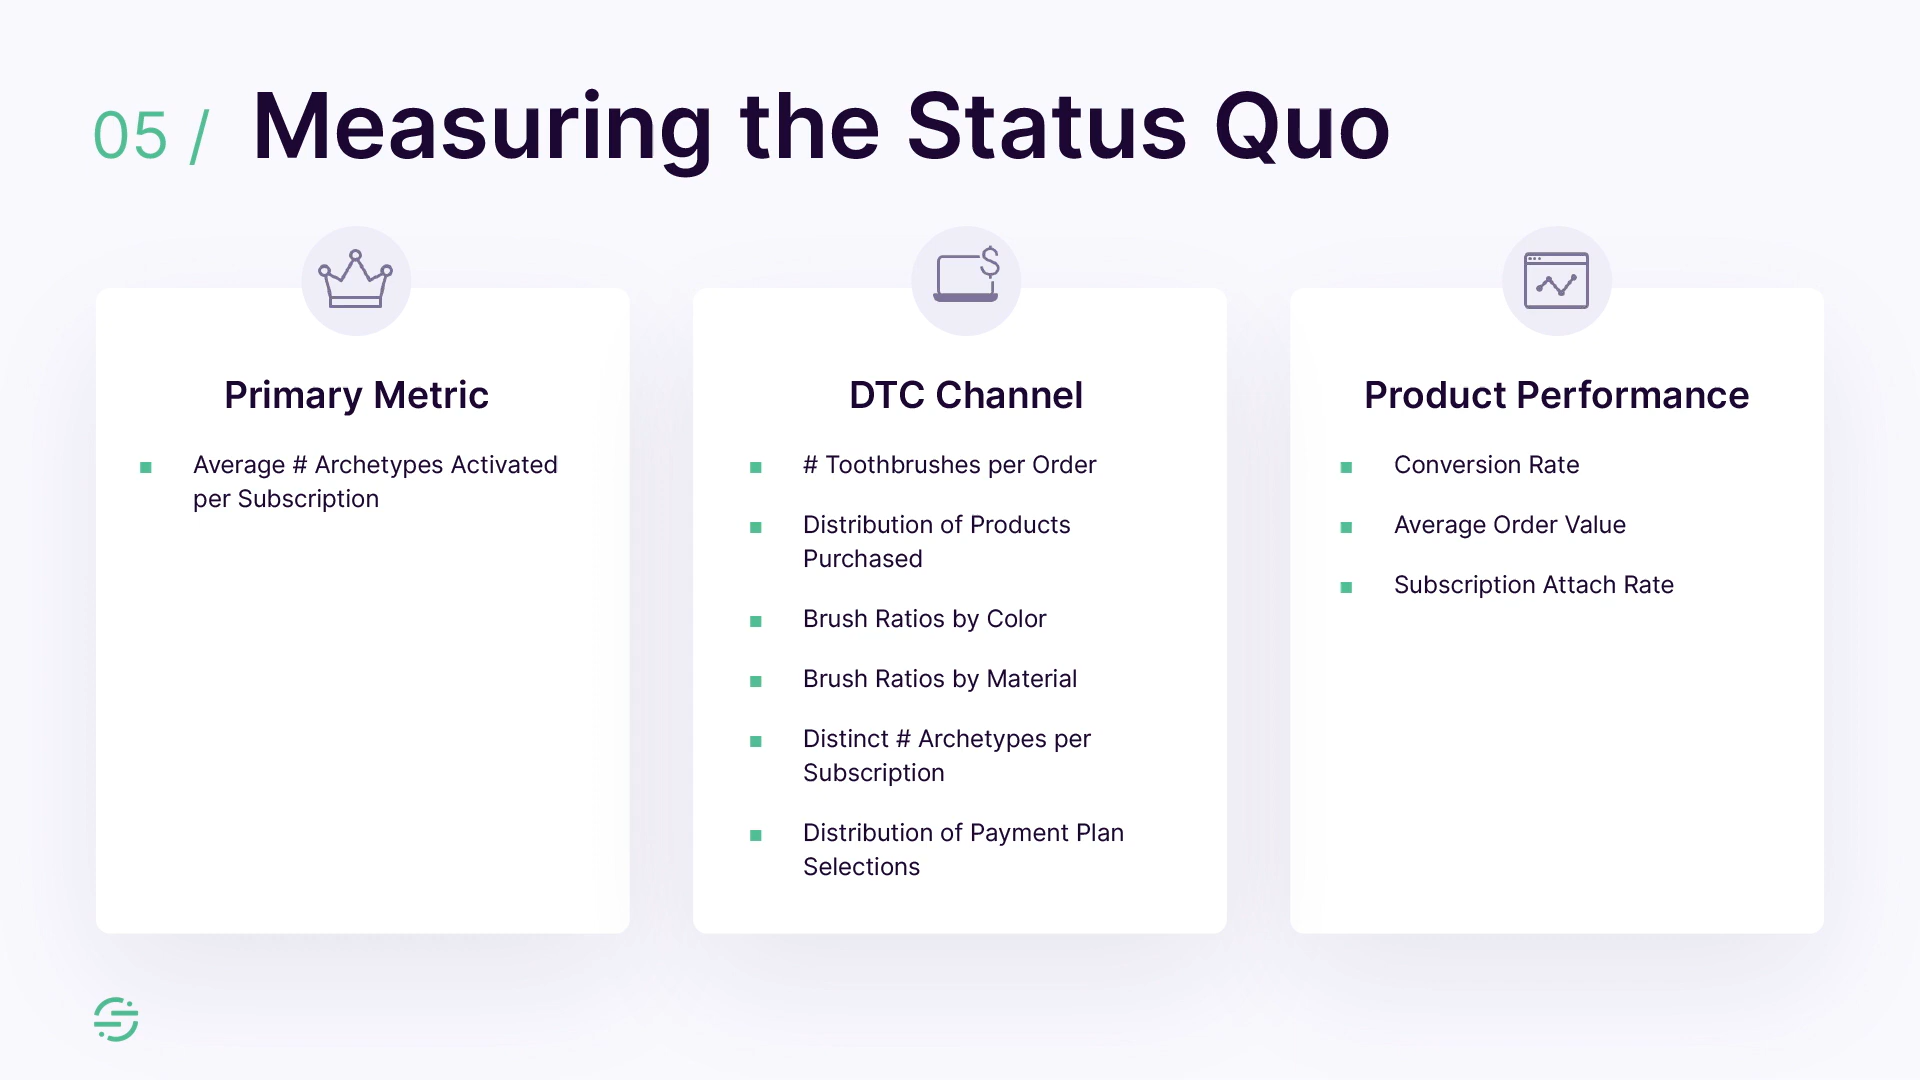 05 / Measuring the Status Quo
Primary Metric
Average # Archetypes Activated
per Subscription
DTC Channel
# Toothbrushes per Order
Distribution of Products
Purchased
Brush Ratios by Color
Brush Ratios by Material
Distinct # Archetypes per
Subscription
Distribution of Payment Plan
Selections
Product Performance
Conversion Rate
Average Order Value
Subscription Attach Rate